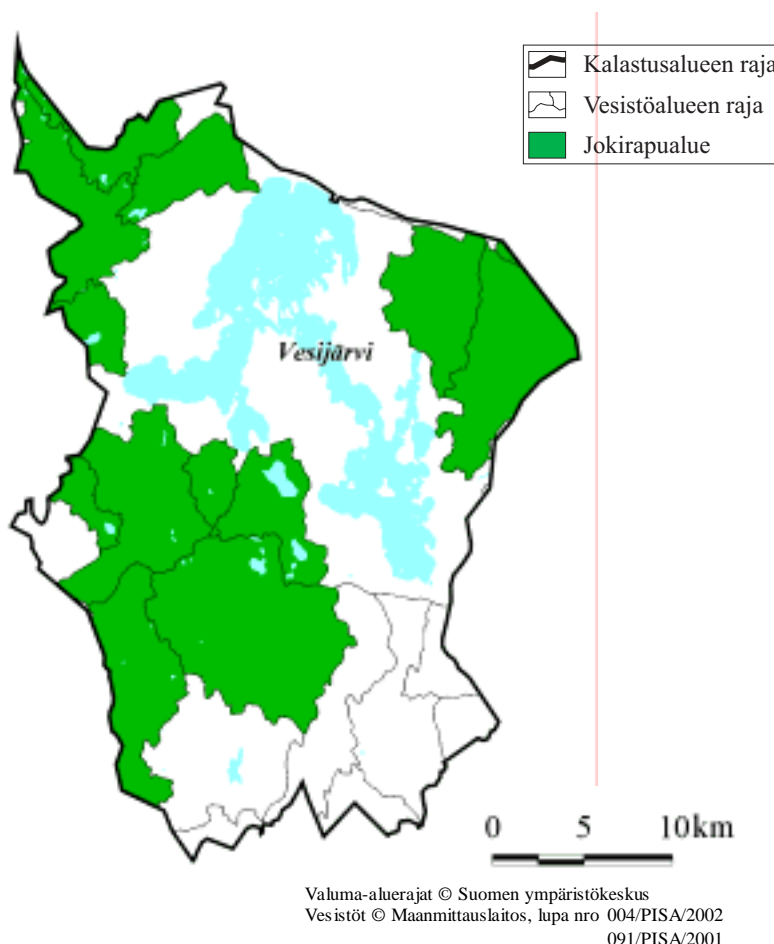 Kalastusalueen raja
Vesistöalueen raja
Jokirapualue
Vesijärvi
0 5 10km
Valuma-aluerajat © Suomen ympäristökeskus
Vesistöt © Maanmittauslaitos, lupa nro 004/PISA/2002
091/PISA/2001